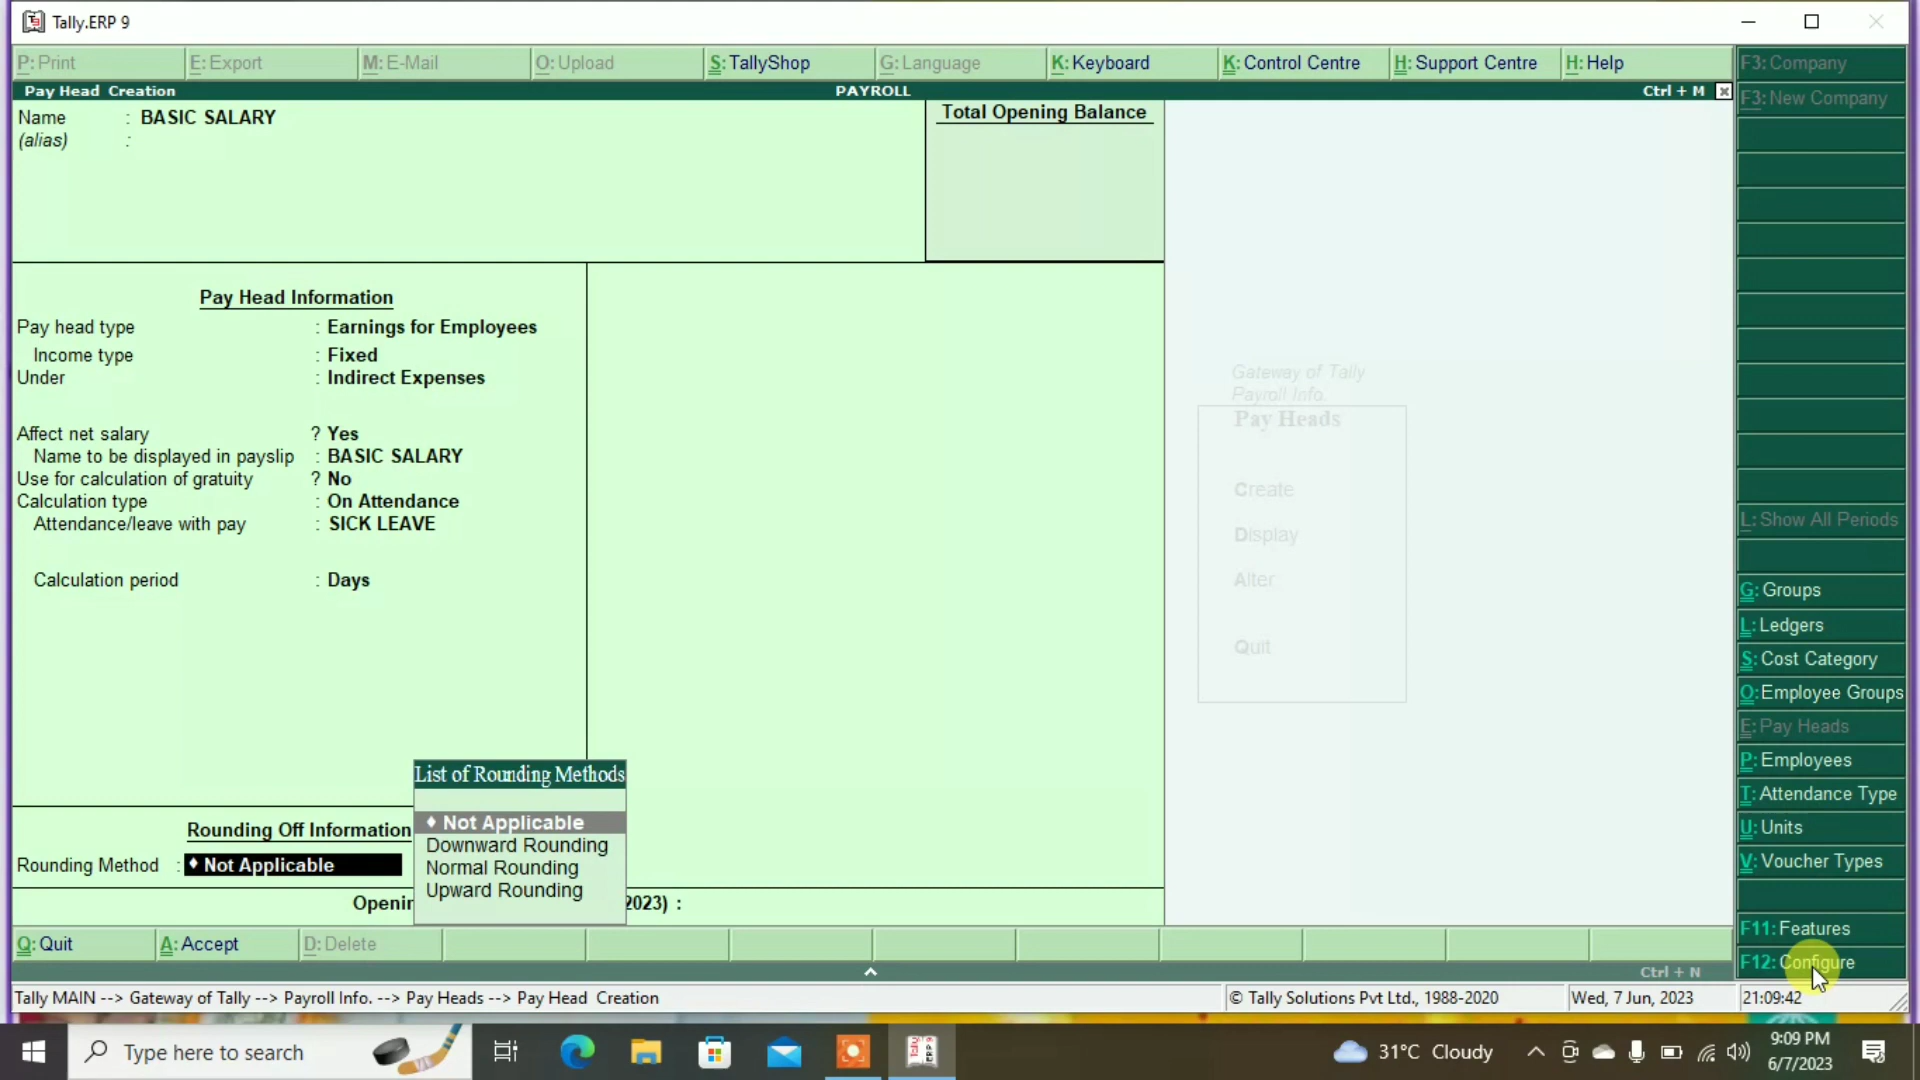 Tally.ERP 9
P: Print E: Export M: E-Mail O: Upload S: TallyShop G: Language K: Keyboard K: Control Centre H: Support Centre H: Help F3: Company
Pay Head Creation PAYROLL Ctrl + M
F3: New Company
Name : BASIC SALARY
(alias) :
Total Opening Balance
Pay Head Information
Pay head type : Earnings for Employees
Income type : Fixed
Under : Indirect Expenses
Affect net salary ? Yes
Name to be displayed in payslip : BASIC SALARY
Use for calculation of gratuity ? No
Calculation type : On Attendance
Attendance/leave with pay : SICK LEAVE
Calculation period : Days
Gateway of Tally
Payroll Info.
Pay Heads
Create
Display
Alter
Quit
List of Rounding Methods
♦ Not Applicable
Downward Rounding
Normal Rounding
Upward Rounding
Rounding Off Information
Rounding Method : ♦ Not Applicable
Openin 2023) :
L: Show All Periods
G: Groups
L: Ledgers
S: Cost Category
O: Employee Groups
E: Pay Heads
P: Employees
T: Attendance Type
U: Units
V: Voucher Types
F11: Features
F12: Configure
Q: Quit A: Accept D: Delete
Ctrl + N
Tally MAIN --> Gateway of Tally --> Payroll Info. --> Pay Heads --> Pay Head Creation © Tally Solutions Pvt Ltd., 1988-2020 Wed, 7 Jun, 2023 21:09:42
Type here to search 31°C Cloudy 9:09 PM
6/7/2023